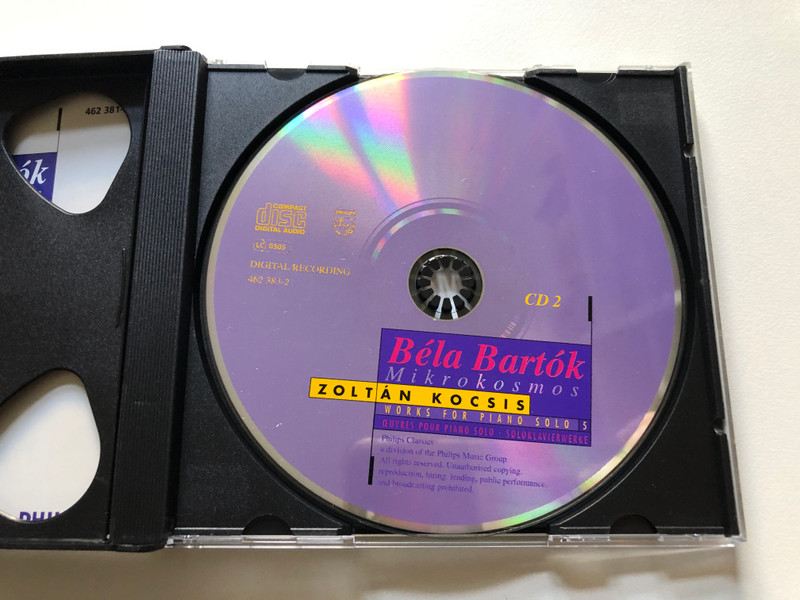 462 381-
ók
PHI
COMPACT
disc
DIGITAL AUDIO
PHILIPS
LC 0305
DIGITAL RECORDING
462 383-2
CD 2
Béla Bartók
Mikrokosmos
ZOLTÁN KOCSIS
WORKS FOR PIANO SOLO 5
ŒUVRES POUR PIANO SOLO · SOLOKLAVIERWERKE
Philips Classics
a division of the Philips Music Group
All rights reserved. Unauthorised copying,
reproduction, hiring, lending, public performance
and broadcasting prohibited.